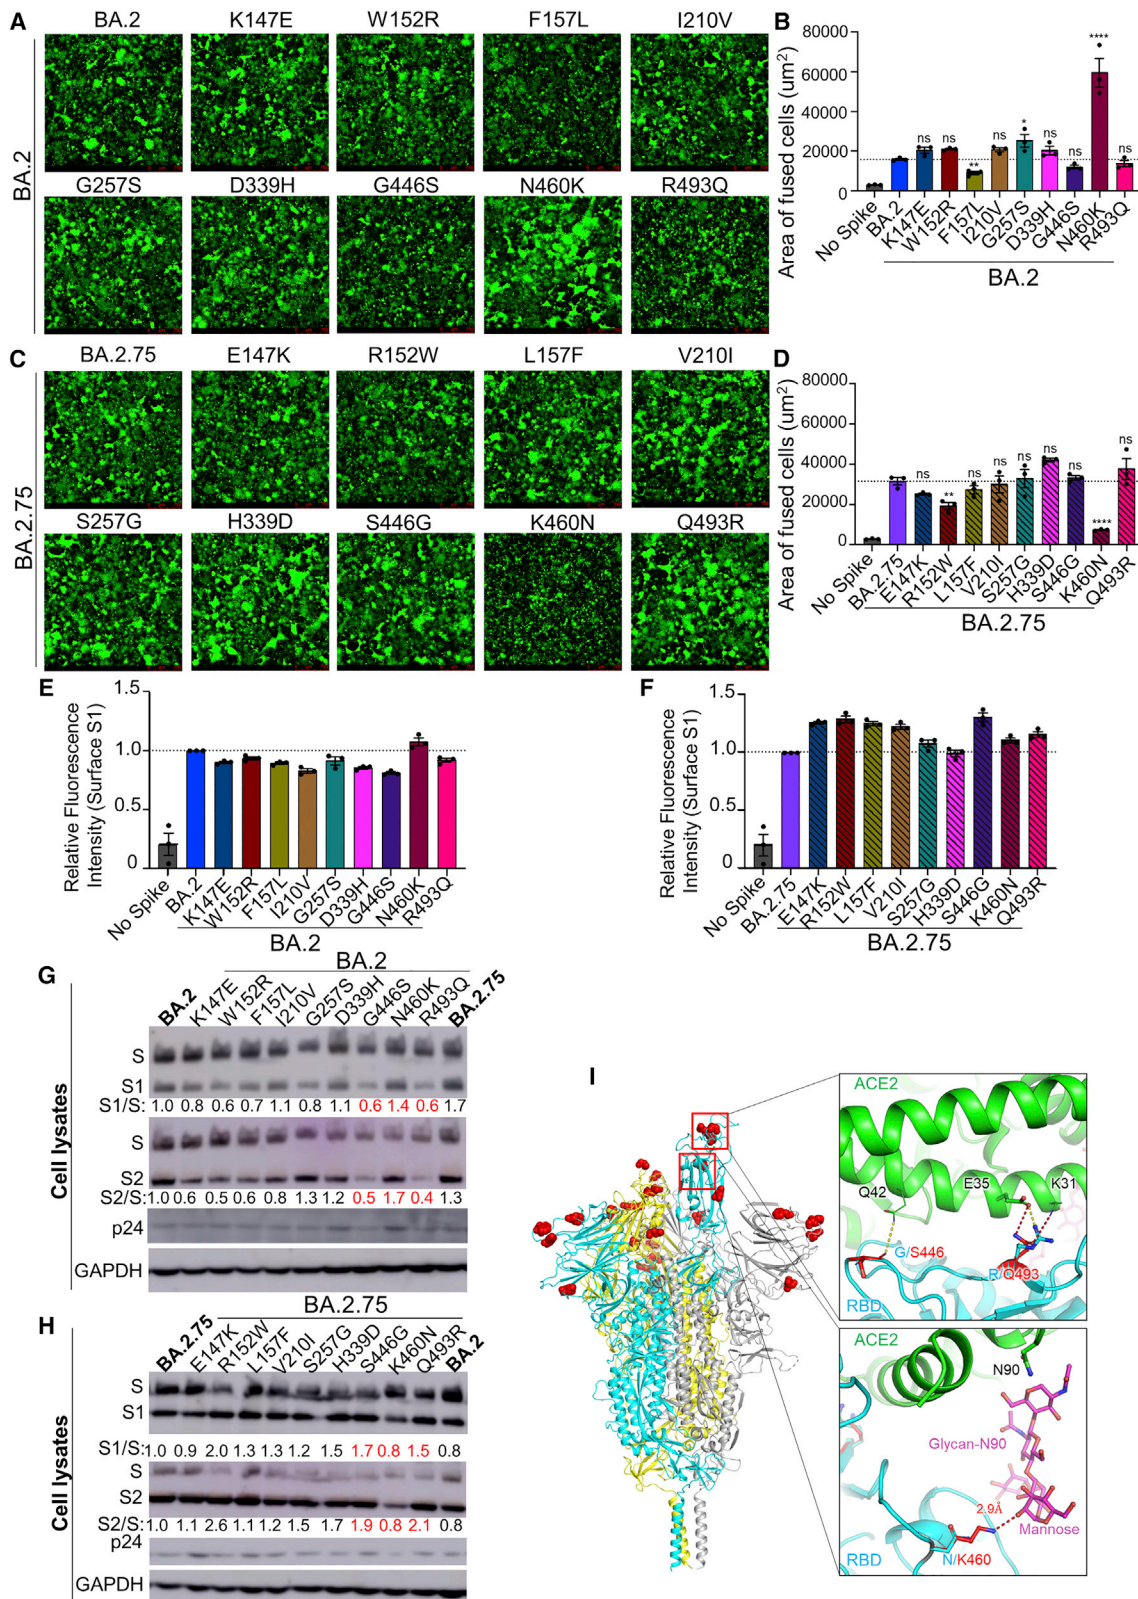 A
BA.2 K147E W152R F157L I210V
G257S D339H G446S N460K R493Q
BA.2
B
Area of fused cells (um²)
80000
60000
40000
20000
0
ns ns ** ns * ns ns **** ns
No Spike BA.2 K147E W152R F157L I210V G257S D339H G446S N460K R493Q
BA.2
C
BA.2.75 E147K R152W L157F V210I
S257G H339D S446G K460N Q493R
BA.2.75
D
Area of fused cells (um²)
80000
60000
40000
20000
0
ns ** ns ns ns ns ns **** ns
No Spike BA.2.75 E147K R152W L157F V210I S257G H339D S446G K460N Q493R
BA.2.75
E
Relative Fluorescence
Intensity (Surface S1)
1.5
1.0
0.5
0
No Spike BA.2 K147E W152R F157L I210V G257S D339H G446S N460K R493Q
BA.2
F
Relative Fluorescence
Intensity (Surface S1)
1.5
1.0
0.5
0
No Spike BA.2.75 E147K R152W L157F V210I S257G H339D S446G K460N Q493R
BA.2.75
G
BA.2
BA.2 K147E W152R F157L I210V G257S D339H G446S N460K R493Q BA.2.75
Cell lysates
S
S1
S1/S: 1.0 0.8 0.6 0.7 1.1 0.8 1.1 0.6 1.4 0.6 1.7
S
S2
S2/S: 1.0 0.6 0.5 0.6 0.8 1.3 1.2 0.5 1.7 0.4 1.3
p24
GAPDH
H
BA.2.75
BA.2.75 E147K R152W L157F V210I S257G H339D S446G K460N Q493R BA.2
Cell lysates
S
S1
S1/S: 1.0 0.9 2.0 1.3 1.3 1.2 1.5 1.7 0.8 1.5 0.8
S
S2
S2/S: 1.0 1.1 2.6 1.1 1.2 1.5 1.7 1.9 0.8 2.1 0.8
p24
GAPDH
I
ACE2
Q42 E35 K31
G/S446
R/Q493
RBD
ACE2
N90
Glycan-N90
2.9Å
Mannose
N/K460
RBD